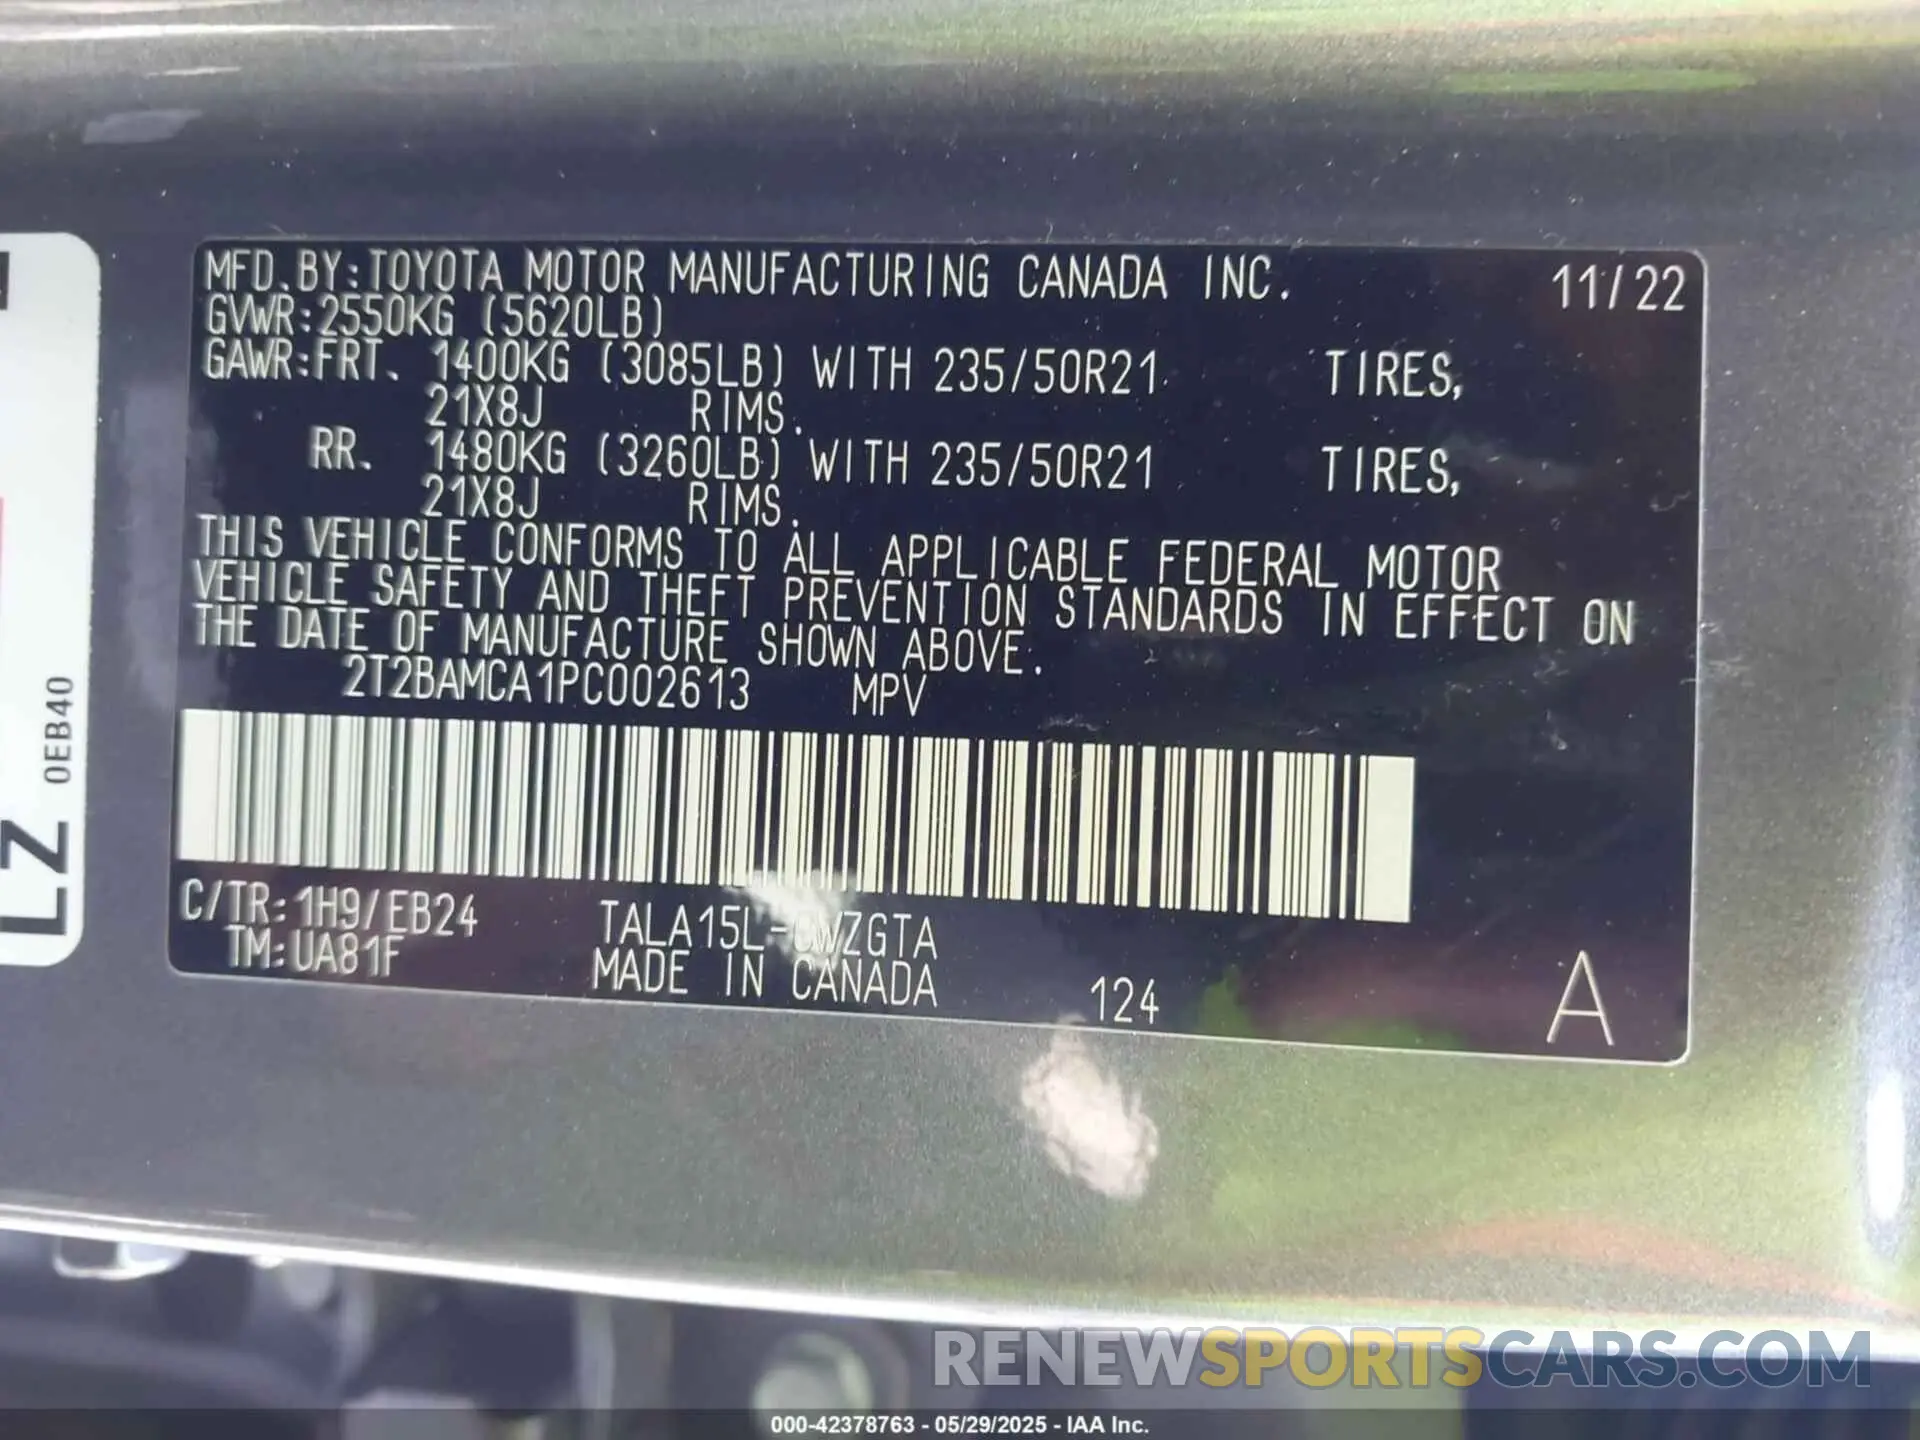 MFD.BY:TOYOTA MOTOR MANUFACTURING CANADA INC. 11/22
GVWR:2550KG (5620LB)
GAWR:FRT. 1400KG (3085LB) WITH 235/50R21 TIRES,
21X8J RIMS.
RR. 1480KG (3260LB) WITH 235/50R21 TIRES,
21X8J RIMS.
THIS VEHICLE CONFORMS TO ALL APPLICABLE FEDERAL MOTOR
VEHICLE SAFETY AND THEFT PREVENTION STANDARDS IN EFFECT ON
THE DATE OF MANUFACTURE SHOWN ABOVE.
2T2BAMCA1PC002613 MPV
C/TR:1H9/EB24
TM:UA81F
MADE IN CANADA 124 A
LZ 0EB40
RENEWSPORTSCARS.COM
000-42378763 - 05/29/2025 - IAA Inc.